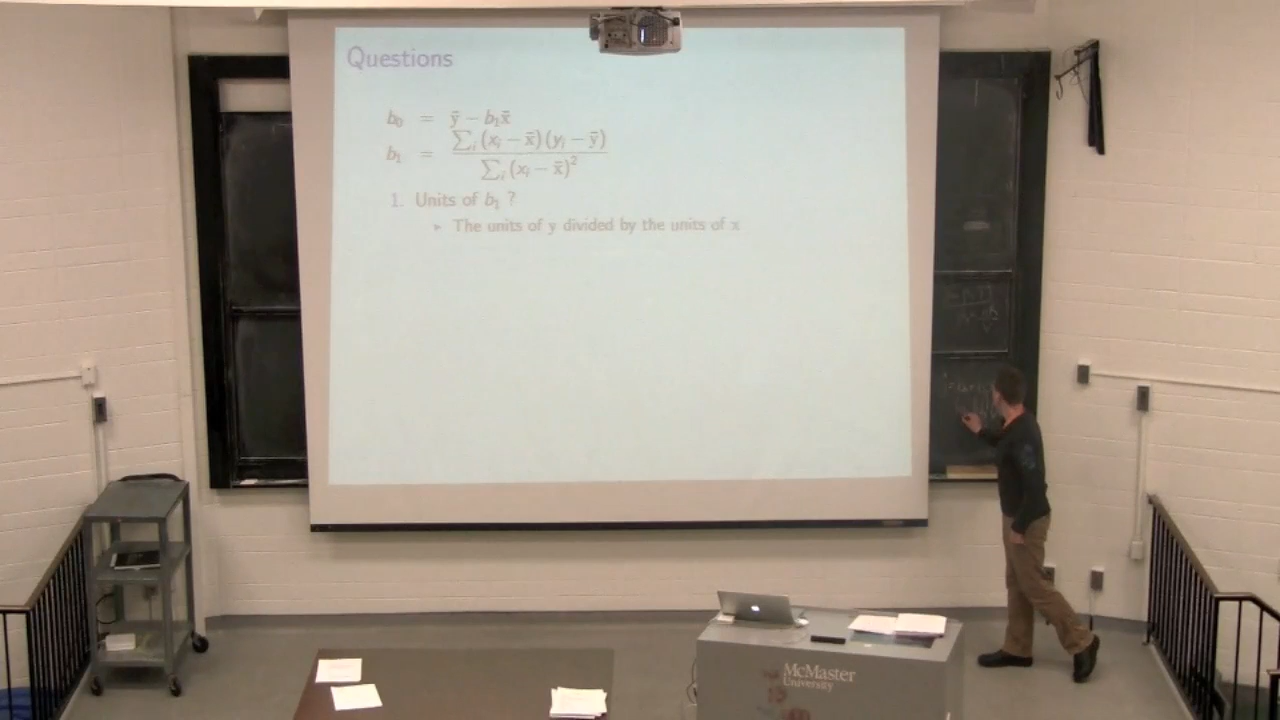 Questions
b₀ = ȳ − b₁x̄
b₁ = ∑ᵢ (xᵢ − x̄)(yᵢ − ȳ) / ∑ᵢ (xᵢ − x̄)²
1. Units of b₁ ?
▸ The units of y divided by the units of x
McMaster
University